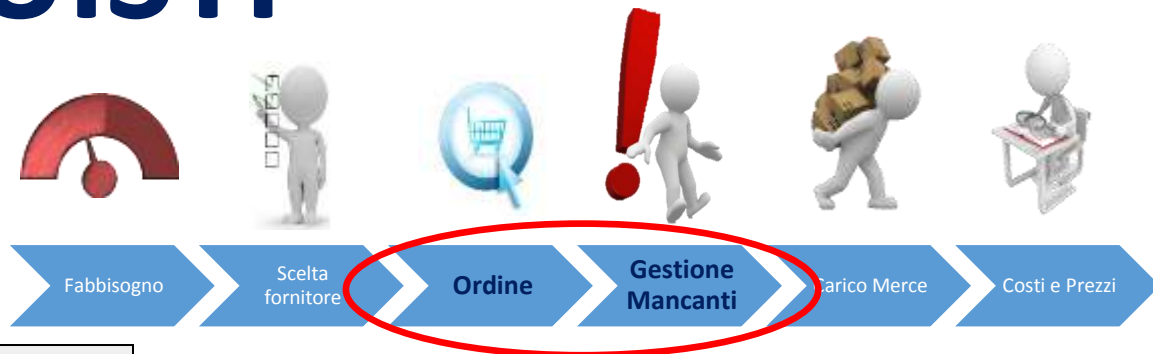 Fabbisogno
Scelta
fornitore
Ordine
Gestione
Mancanti
Carico Merce
Costi e Prezzi